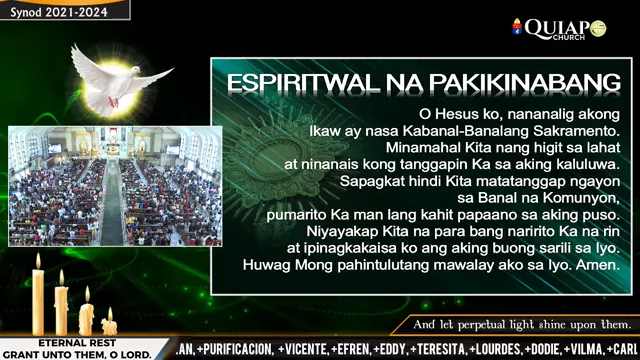 Synod 2021-2024
QUIAPO
CHURCH
ESPIRITWAL NA PAKIKINABANG
O Hesus ko, nananalig akong
Ikaw ay nasa Kabanal-Banalang Sakramento.
Minamahal Kita nang higit sa lahat
at ninanais kong tanggapin Ka sa aking kaluluwa.
Sapagkat hindi Kita matatanggap ngayon
sa Banal na Komunyon,
pumarito Ka man lang kahit papaano sa aking puso.
Niyayakap Kita na para bang naririto Ka na rin
at ipinagkakaisa ko ang aking buong sarili sa Iyo.
Huwag Mong pahintulutang mawalay ako sa Iyo. Amen.
And let perpetual light shine upon them.
ETERNAL REST
GRANT UNTO THEM, O LORD.
.AN, +PURIFICACION, +VICENTE, +EFREN, +EDDY, +TERESITA, +LOURDES, +DODIE, +VILMA, +CARI